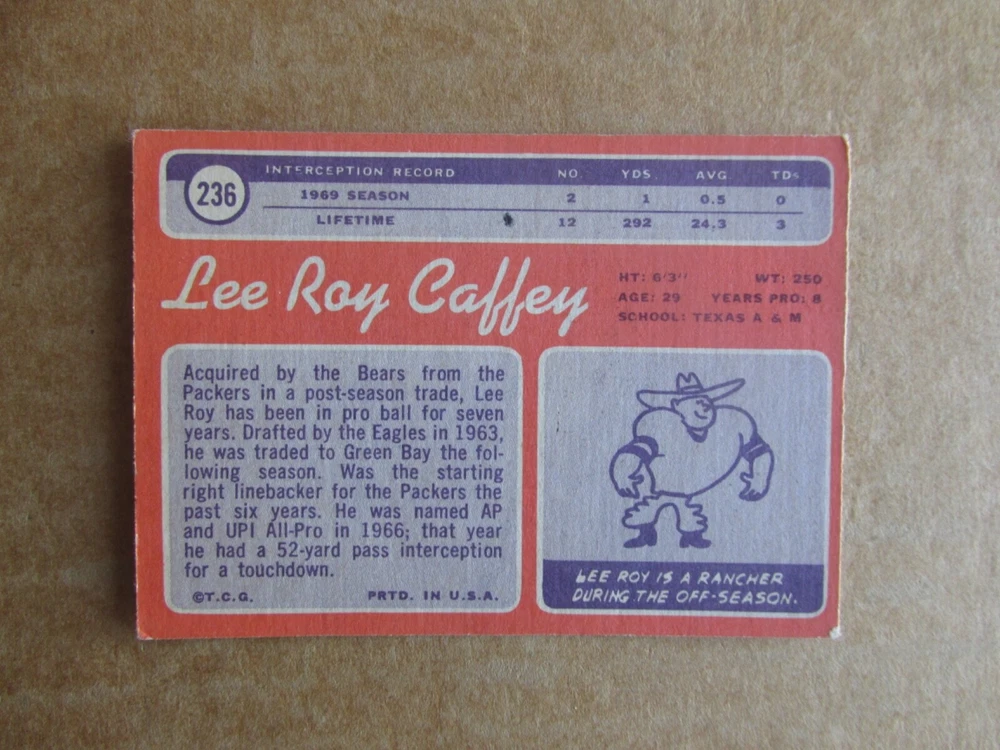 236
INTERCEPTION RECORD NO YDS. AVG TDs
1969 SEASON 2 1 0.5 0
LIFETIME 12 292 24.3 3
Lee Roy Caffey
HT: 6'3" WT: 250
AGE: 29 YEARS PRO: 8
SCHOOL: TEXAS A & M
Acquired by the Bears from the
Packers in a post-season trade, Lee
Roy has been in pro ball for seven
years. Drafted by the Eagles in 1963,
he was traded to Green Bay the fol-
lowing season. Was the starting
right linebacker for the Packers the
past six years. He was named AP
and UPI All-Pro in 1966; that year
he had a 52-yard pass interception
for a touchdown.
©T.C.G. PRTD. IN U.S.A.
LEE ROY IS A RANCHER
DURING THE OFF-SEASON.